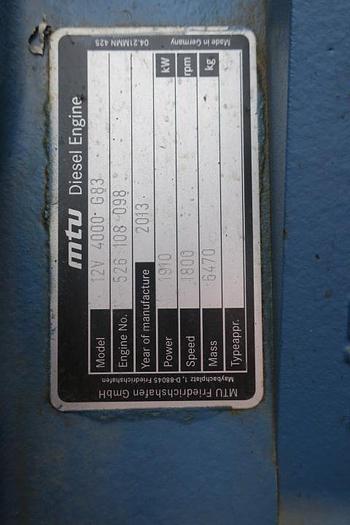 mtu Diesel Engine
Model 12V 4000 G83
Engine No. 526 108 098
Year of manufacture 2013
Power 1910 kW
Speed 1800 rpm
Mass 6470 kg
Typeappr.
MTU Friedrichshafen GmbH
Maybachplatz 1, D-88045 Friedrichshafen
04.21MMN 425 Made in Germany